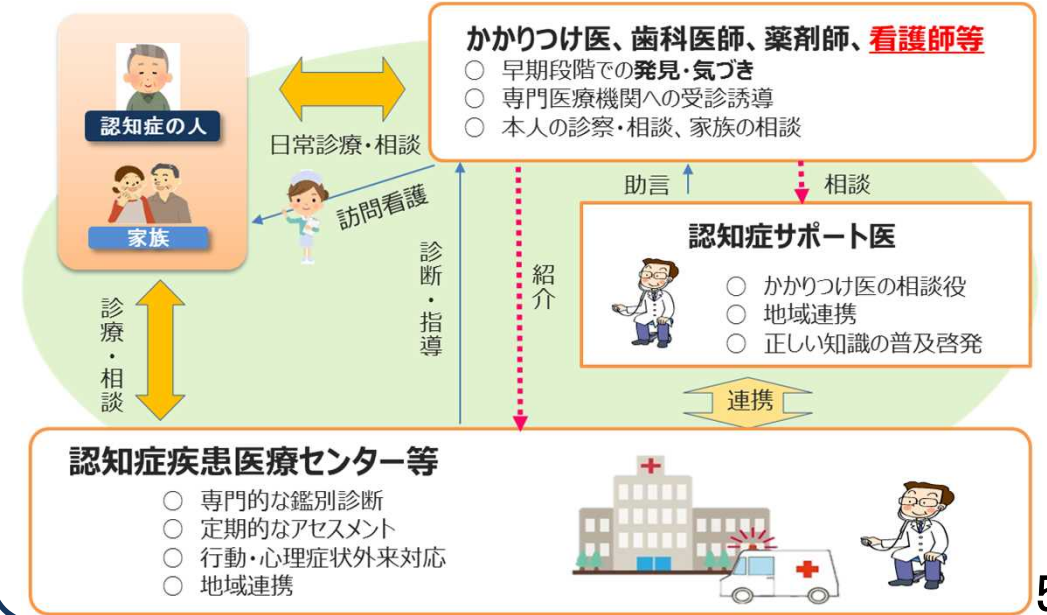 かかりつけ医、歯科医師、薬剤師、看護師等
○ 早期段階での発見・気づき
○ 専門医療機関への受診誘導
○ 本人の診察・相談、家族の相談
認知症の人
家族
日常診療・相談
訪問看護
助言
相談
認知症サポート医
○ かかりつけ医の相談役
○ 地域連携
○ 正しい知識の普及啓発
診断・指導
紹介
診療・相談
連携
認知症疾患医療センター等
○ 専門的な鑑別診断
○ 定期的なアセスメント
○ 行動・心理症状外来対応
○ 地域連携
5